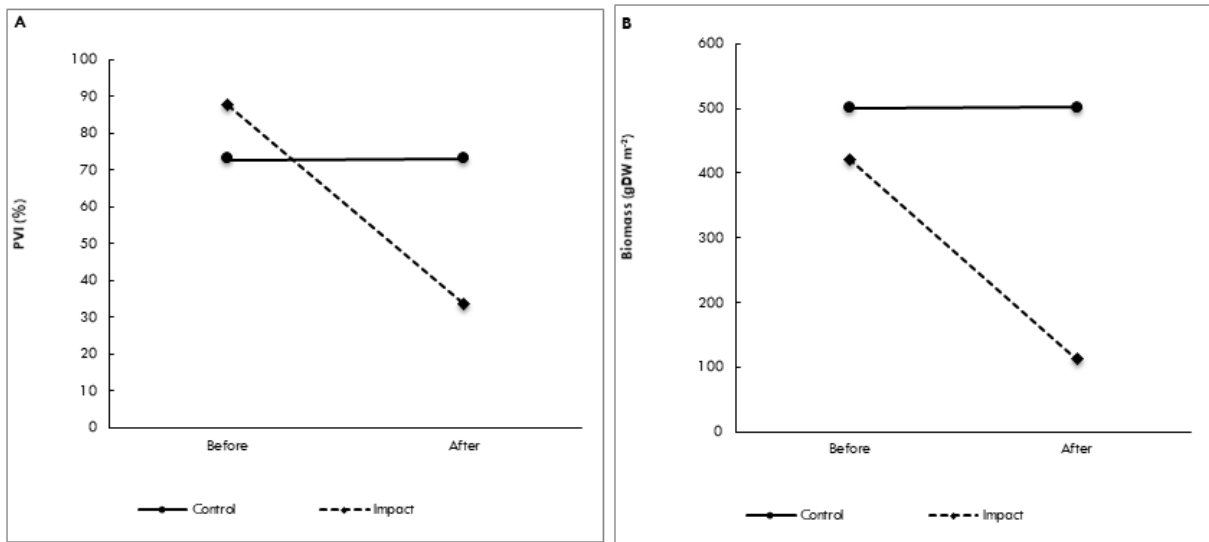 A
PVI (%)
100
90
80
70
60
50
40
30
20
10
0
Before After
Control Impact
B
Biomass (gDW m⁻²)
600
500
400
300
200
100
0
Before After
Control Impact